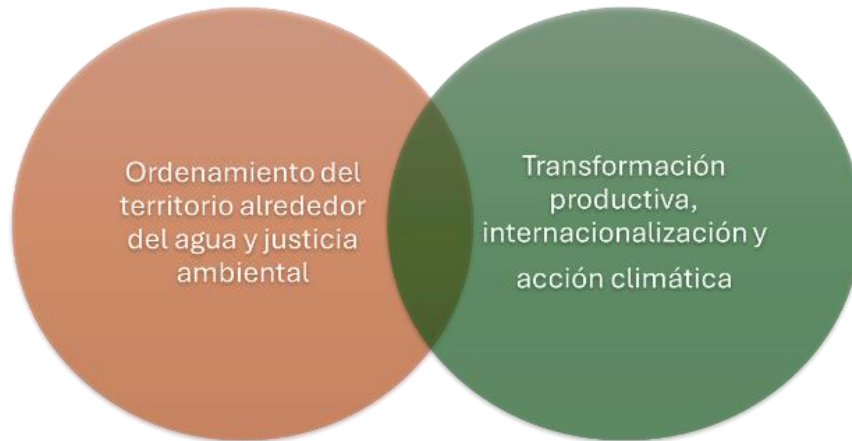 Ordenamiento del
territorio alrededor
del agua y justicia
ambiental
Transformación
productiva,
internacionalización y
acción climática